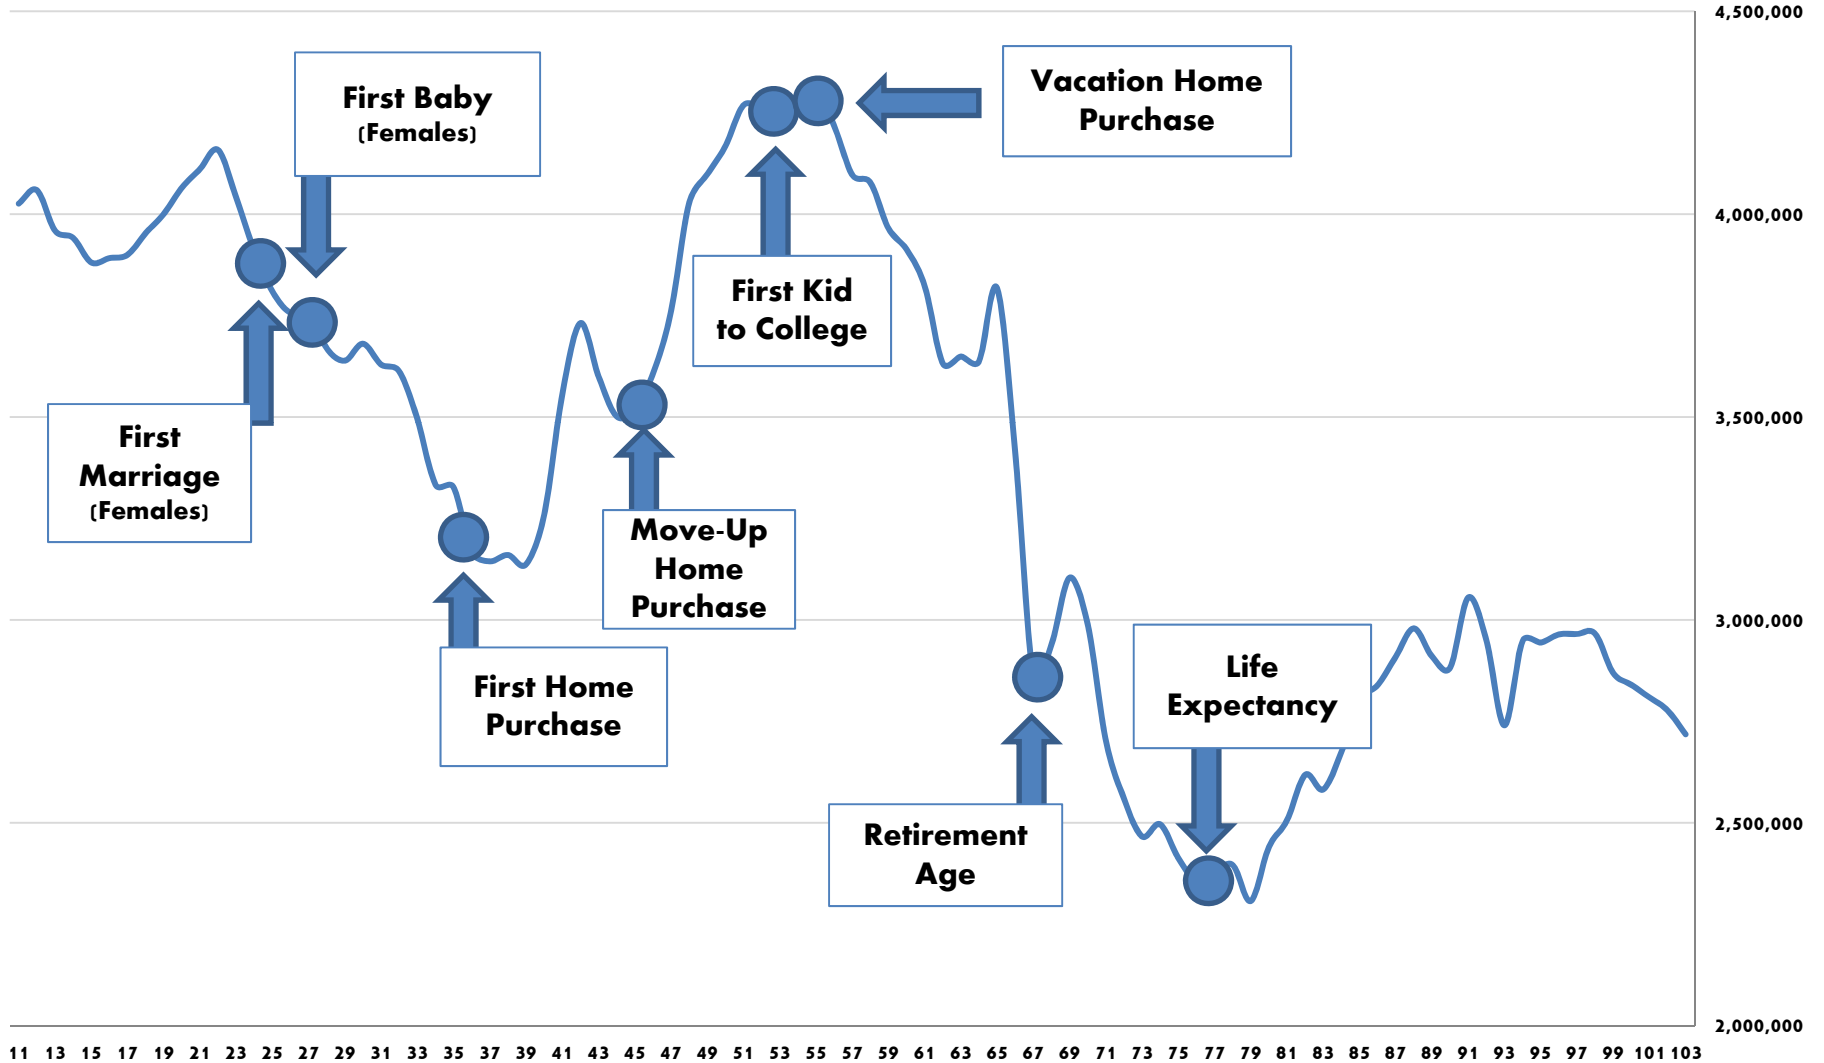 4,500,000
First Baby
(Females)
Vacation Home
Purchase
4,000,000
First Kid
to College
3,500,000
First
Marriage
(Females)
Move-Up
Home
Purchase
3,000,000
First Home
Purchase
Life
Expectancy
2,500,000
Retirement
Age
2,000,000
11 13 15 17 19 21 23 25 27 29 31 33 35 37 39 41 43 45 47 49 51 53 55 57 59 61 63 65 67 69 71 73 75 77 79 81 83 85 87 89 91 93 95 97 99 101 103